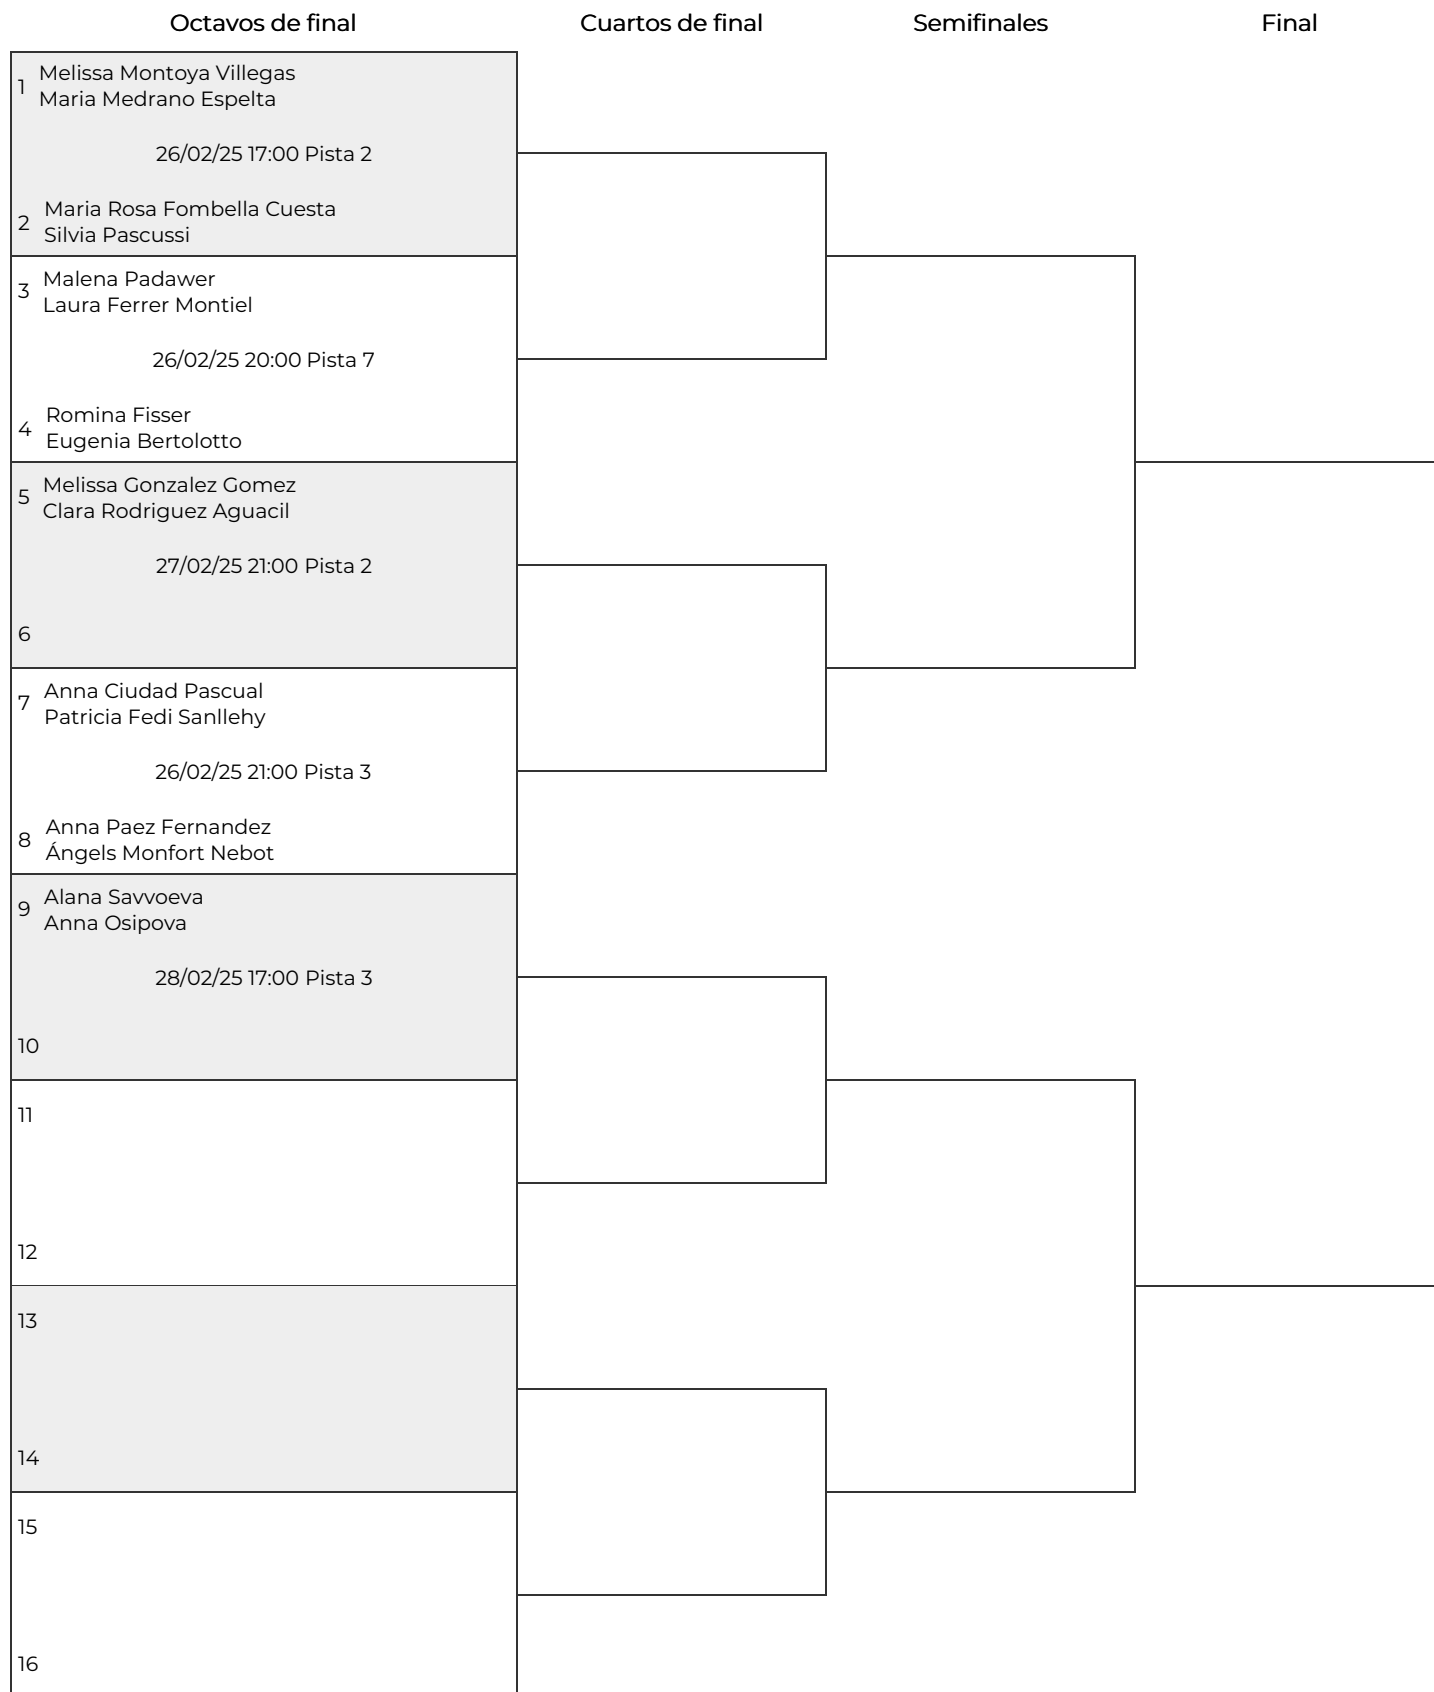 Octavos de final
Cuartos de final
Semifinales
Final
1
Melissa Montoya Villegas
Maria Medrano Espelta
26/02/25 17:00 Pista 2
2
Maria Rosa Fombella Cuesta
Silvia Pascussi
3
Malena Padawer
Laura Ferrer Montiel
26/02/25 20:00 Pista 7
4
Romina Fisser
Eugenia Bertolotto
5
Melissa Gonzalez Gomez
Clara Rodriguez Aguacil
27/02/25 21:00 Pista 2
6
7
Anna Ciudad Pascual
Patricia Fedi Sanllehy
26/02/25 21:00 Pista 3
8
Anna Paez Fernandez
Ángels Monfort Nebot
9
Alana Savvoeva
Anna Osipova
28/02/25 17:00 Pista 3
10
11
12
13
14
15
16